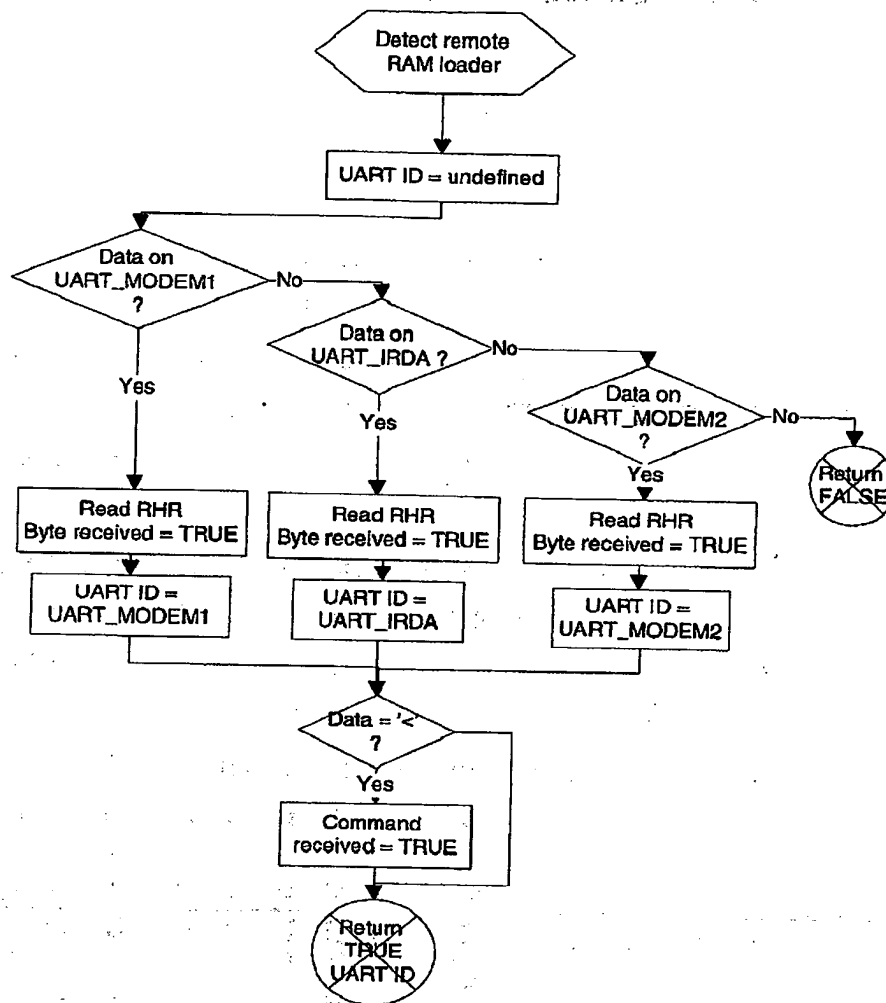 Detect remote
RAM loader
UART ID = undefined
Data on
UART_MODEM1
?
No
Data on
UART_IRDA ?
No
Data on
UART_MODEM2
?
No
Return
FALSE
Yes
Yes
Yes
Read RHR
Byte received = TRUE
Read RHR
Byte received = TRUE
Read RHR
Byte received = TRUE
UART ID =
UART_MODEM1
UART ID =
UART_IRDA
UART ID =
UART_MODEM2
Data = '<'
?
Yes
Command
received = TRUE
Return
TRUE
UART ID